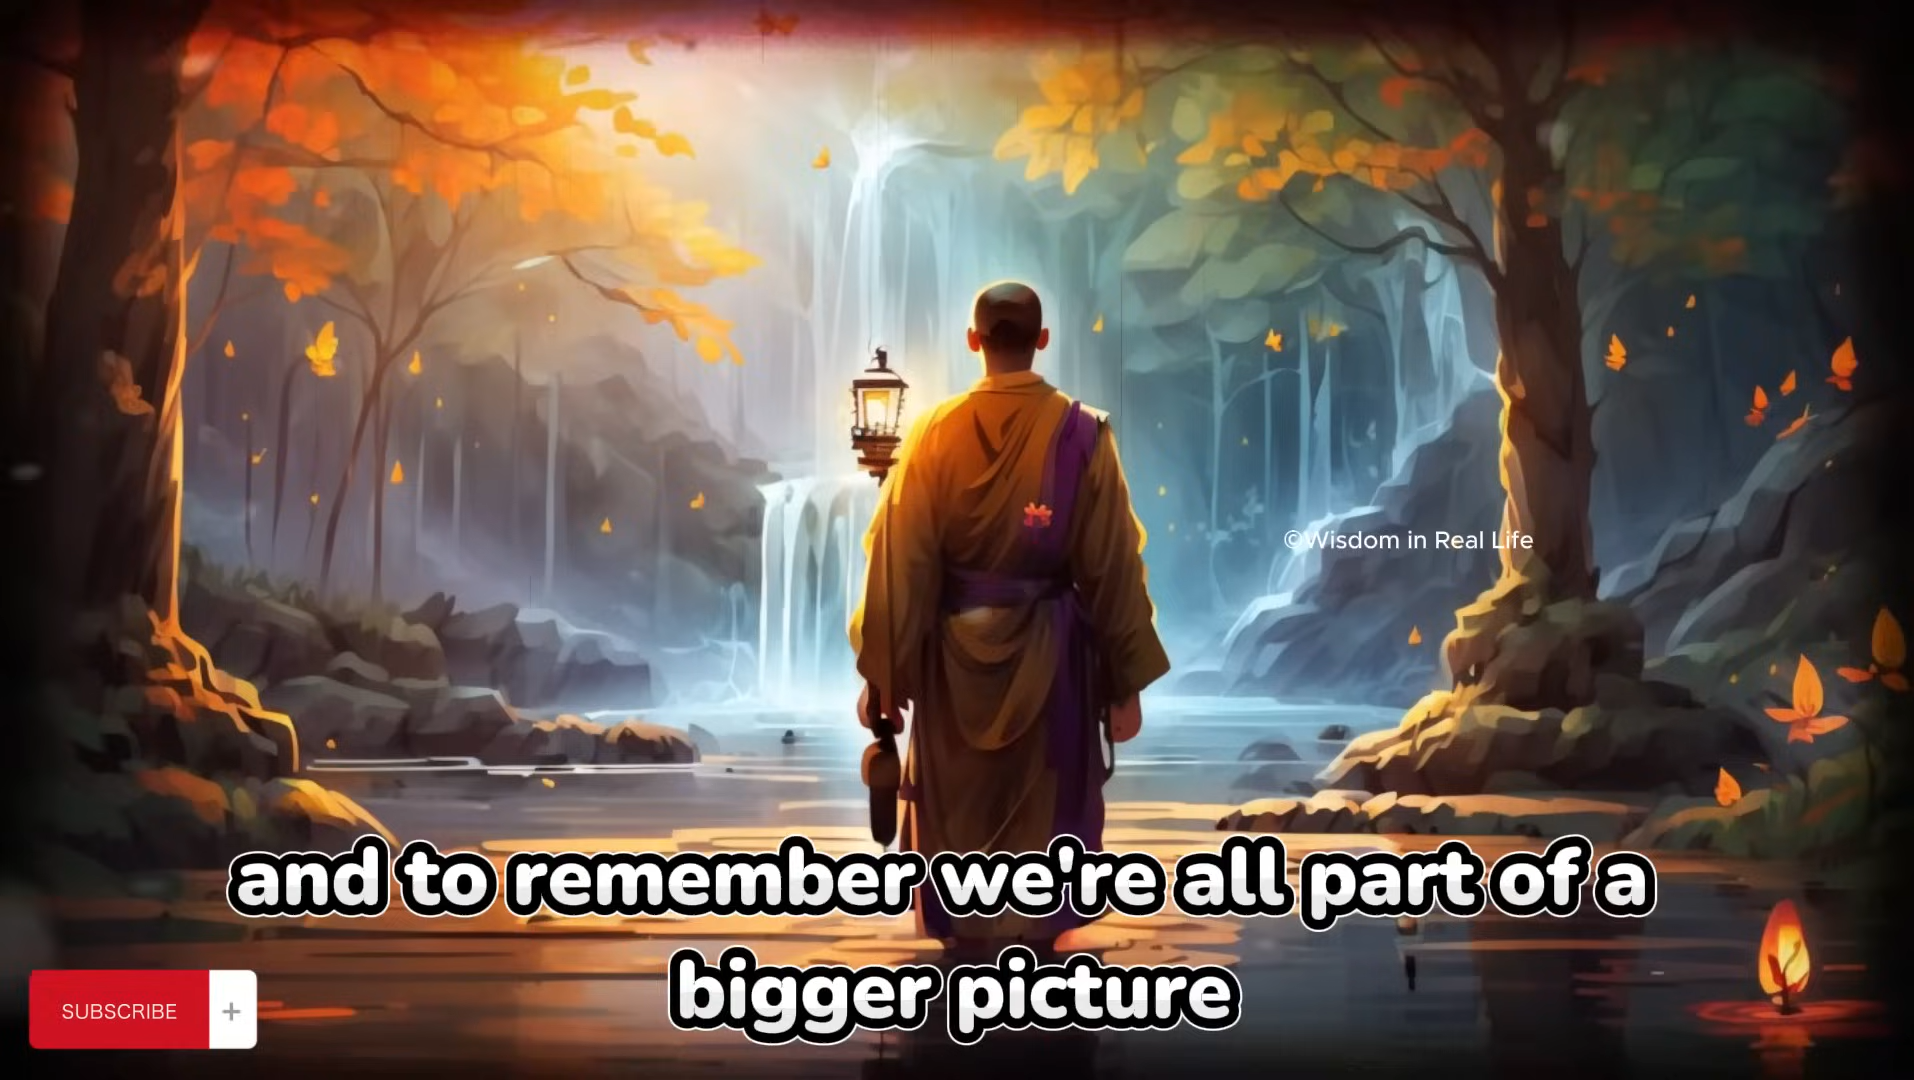 ©Wisdom in Real Life
and to remember we're all part of a
bigger picture
SUBSCRIBE +